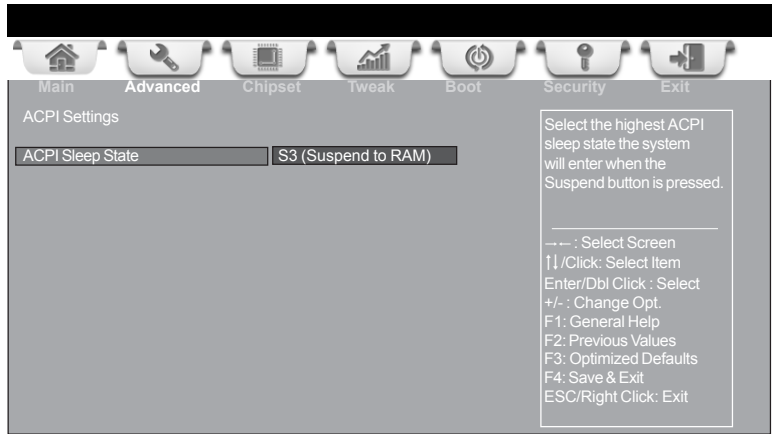 Main Advanced Chipset Tweak Boot Security Exit
ACPI Settings
ACPI Sleep State S3 (Suspend to RAM)
Select the highest ACPI
sleep state the system
will enter when the
Suspend button is pressed.
→← : Select Screen
↑↓/Click: Select Item
Enter/Dbl Click : Select
+/- : Change Opt.
F1: General Help
F2: Previous Values
F3: Optimized Defaults
F4: Save & Exit
ESC/Right Click: Exit